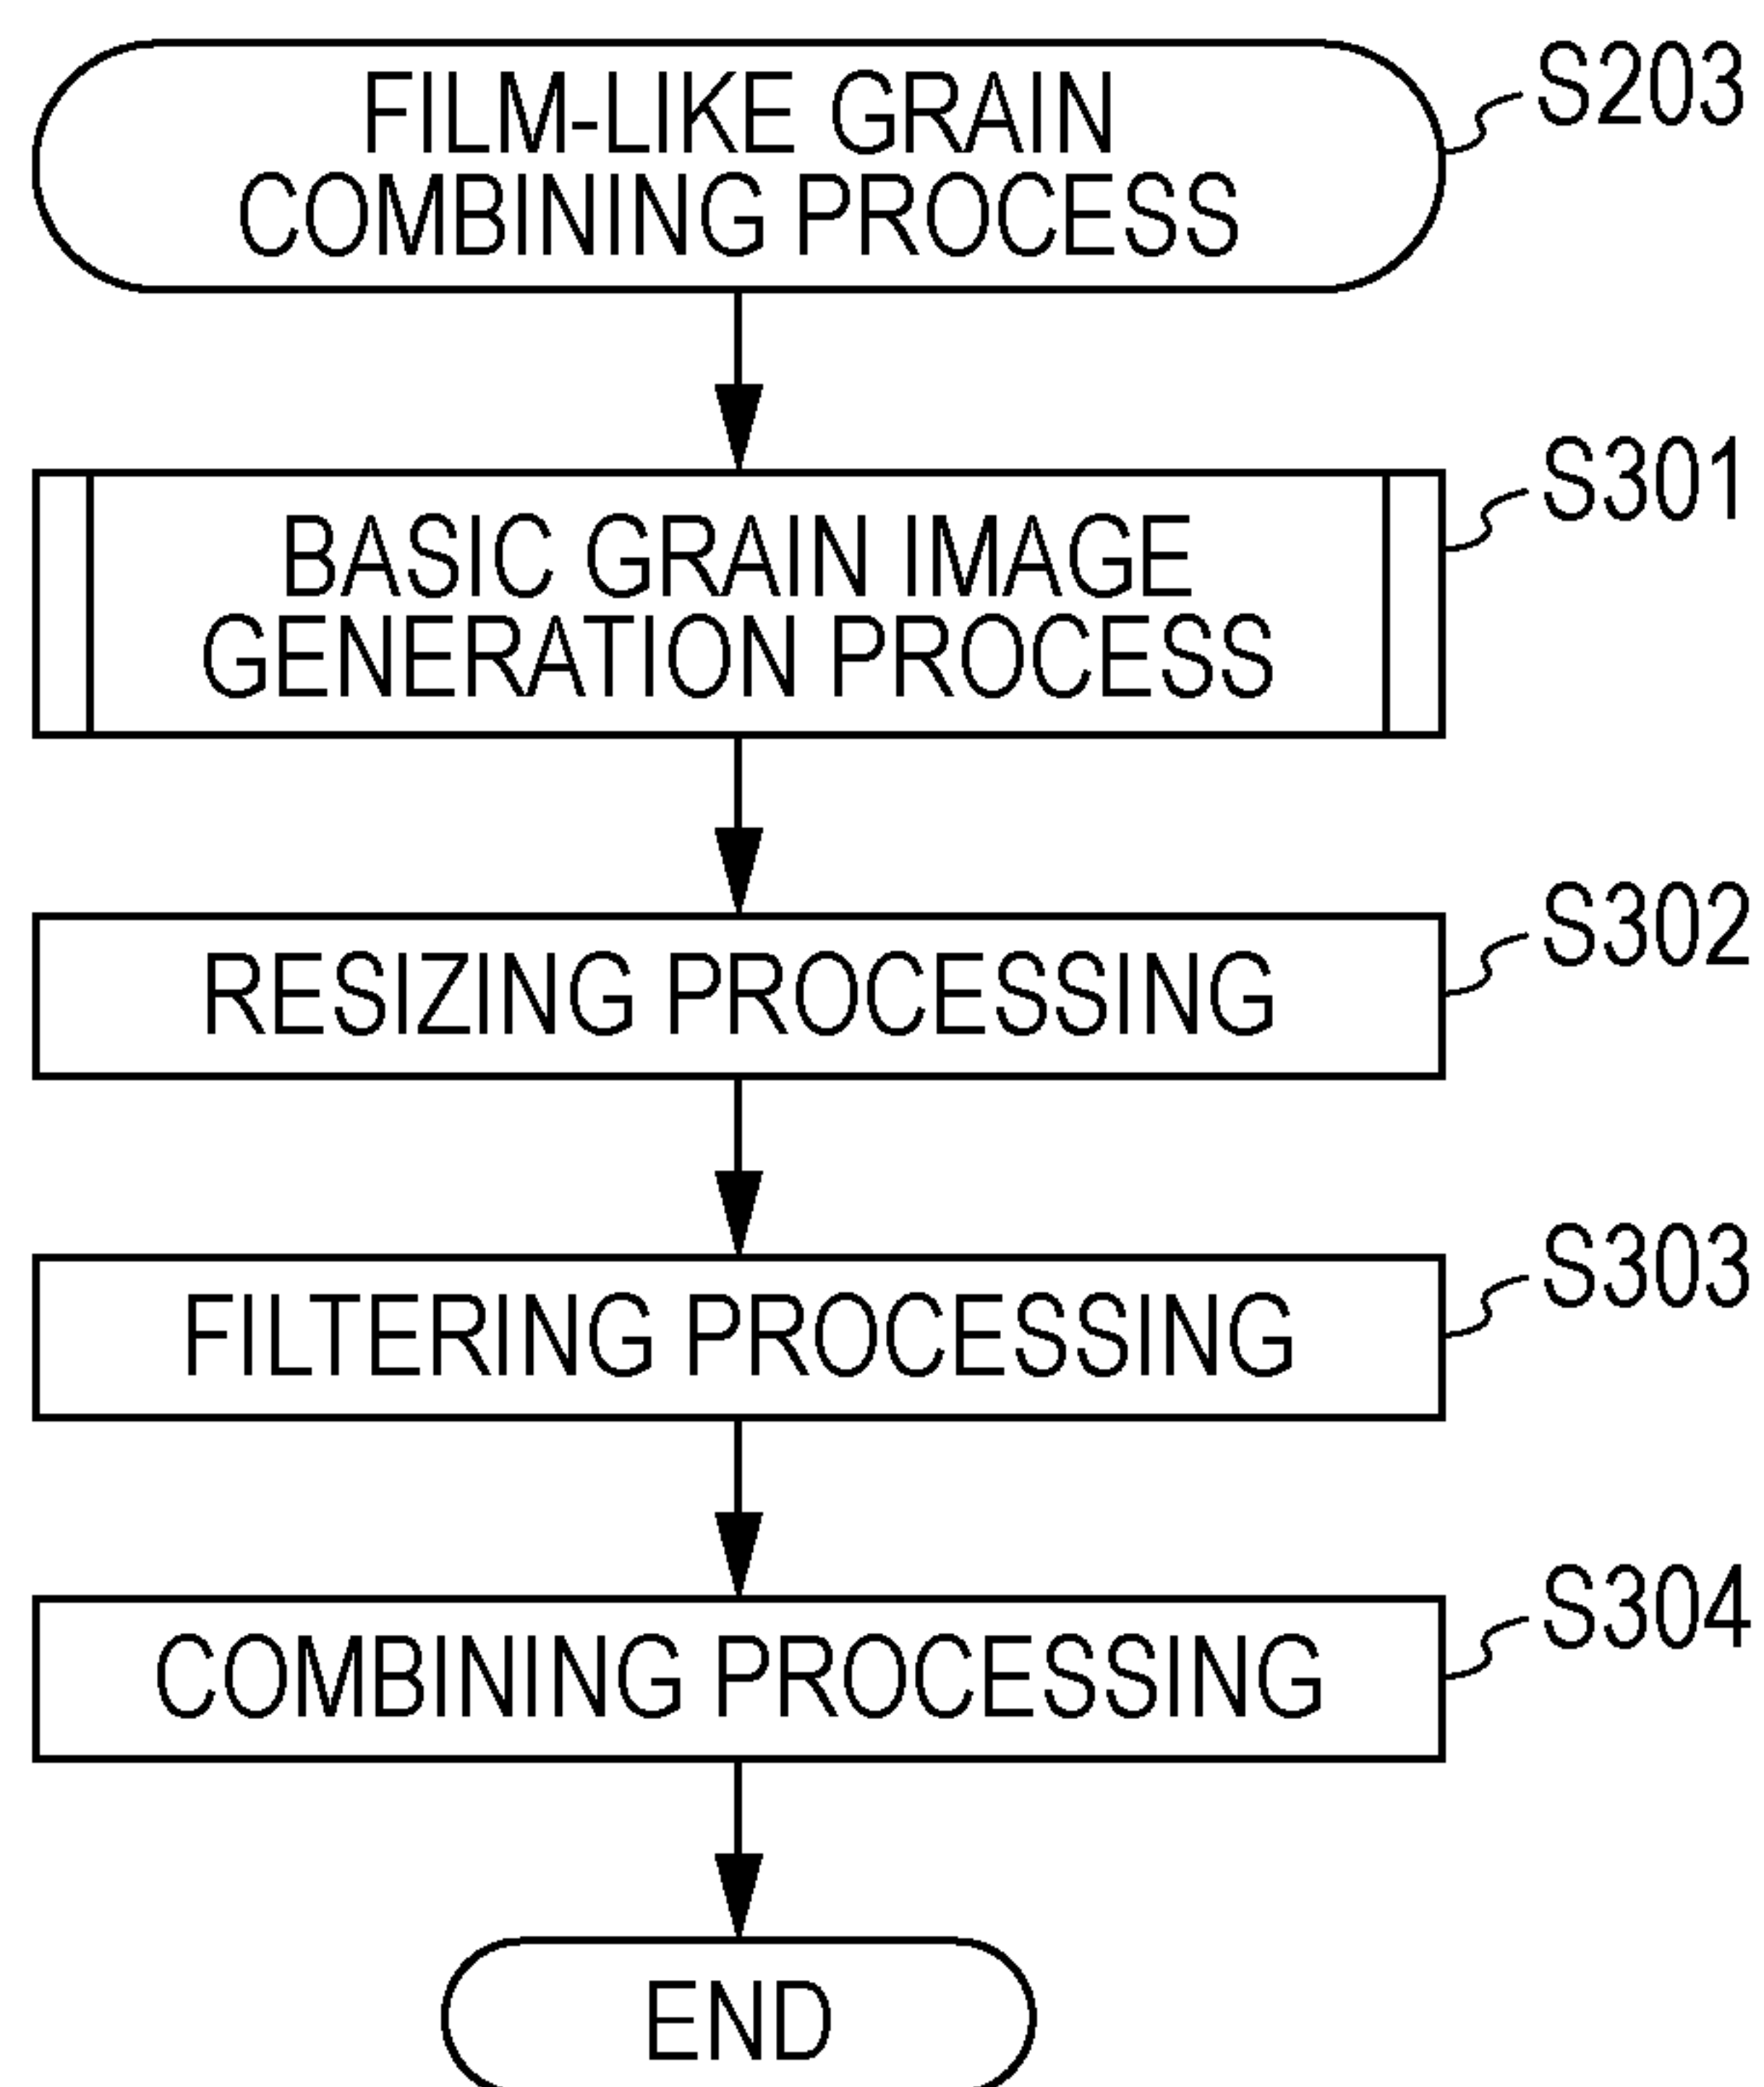 FILM-LIKE GRAIN
COMBINING PROCESS
S203
BASIC GRAIN IMAGE
GENERATION PROCESS
S301
RESIZING PROCESSING
S302
FILTERING PROCESSING
S303
COMBINING PROCESSING
S304
END